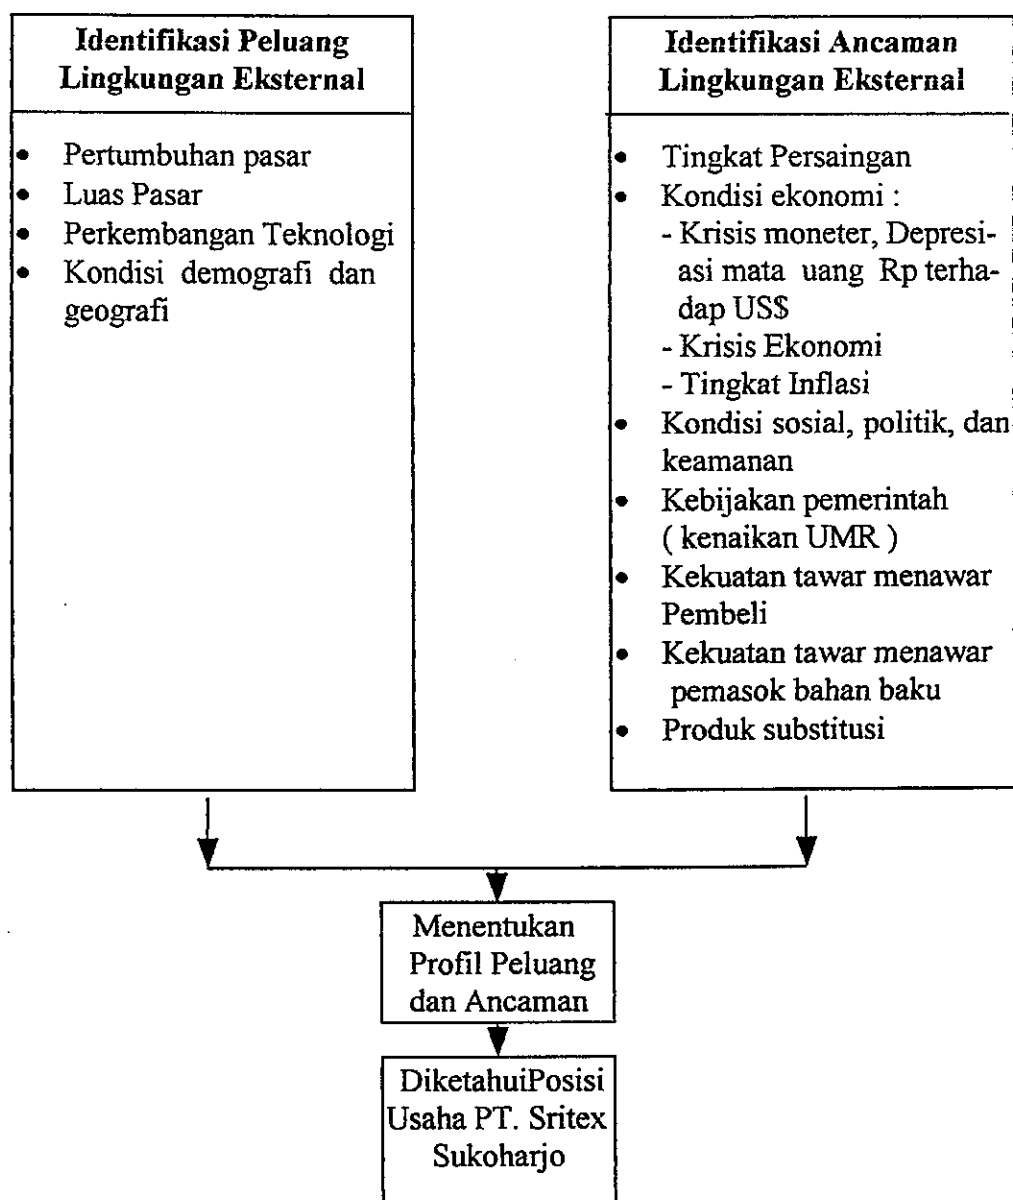 Identifikasi Peluang
Lingkungan Eksternal
• Pertumbuhan pasar
• Luas Pasar
• Perkembangan Teknologi
• Kondisi demografi dan
geografi
Identifikasi Ancaman
Lingkungan Eksternal
• Tingkat Persaingan
• Kondisi ekonomi :
- Krisis moneter, Depresi-
asi mata uang Rp terha-
dap US$
- Krisis Ekonomi
- Tingkat Inflasi
• Kondisi sosial, politik, dan
keamanan
• Kebijakan pemerintah
( kenaikan UMR )
• Kekuatan tawar menawar
Pembeli
• Kekuatan tawar menawar
pemasok bahan baku
• Produk substitusi
Menentukan
Profil Peluang
dan Ancaman
DiketahuiPosisi
Usaha PT. Sritex
Sukoharjo